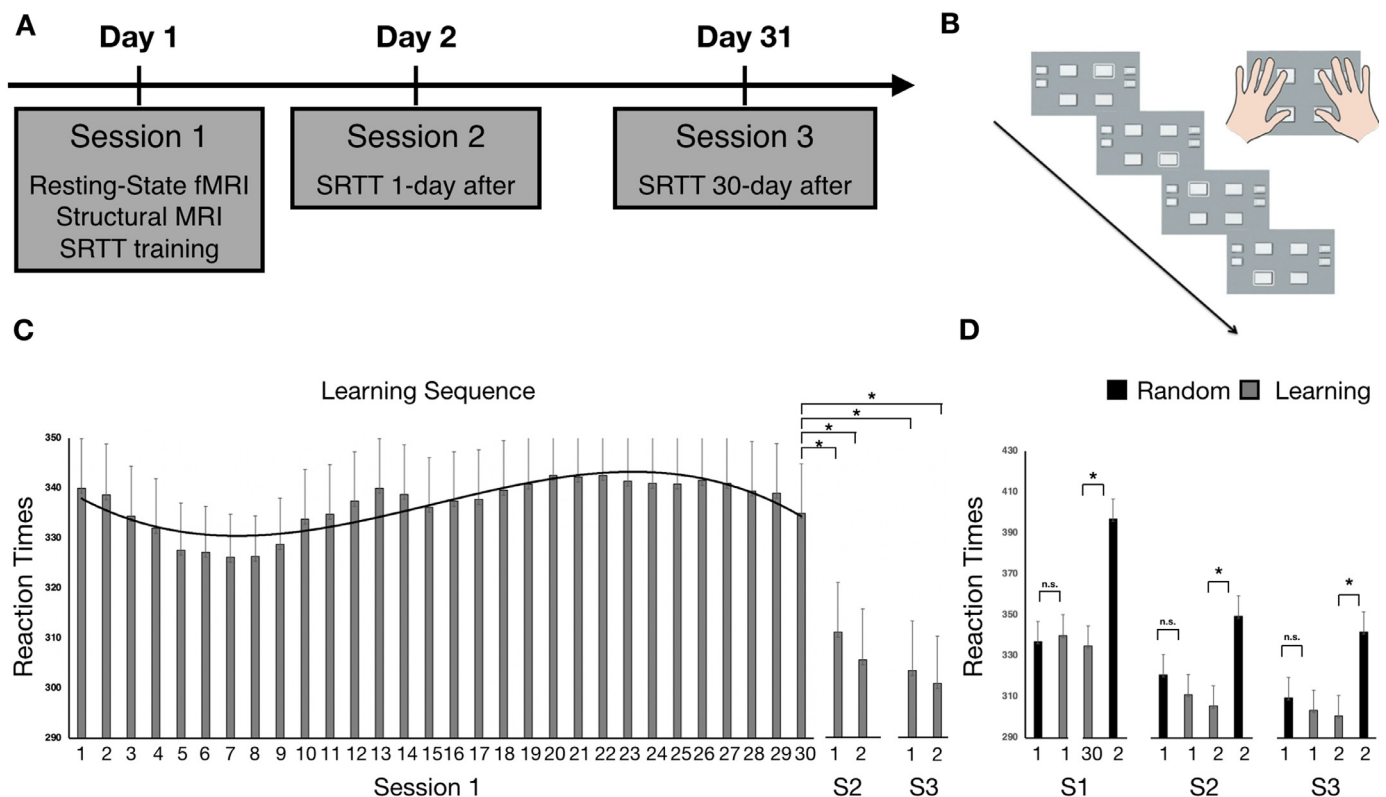 A
Day 1
Day 2
Day 31
Session 1
Resting-State fMRI
Structural MRI
SRTT training
Session 2
SRTT 1-day after
Session 3
SRTT 30-day after
B
C
Learning Sequence
* * * *
350
340
330
320
310
300
290
Reaction Times
1 2 3 4 5 6 7 8 9 10 11 12 13 14 15 16 17 18 19 20 21 22 23 24 25 26 27 28 29 30 1 2 1 2
Session 1 S2 S3
D
Random Learning
430
410
390
370
350
330
310
290
Reaction Times
n.s. * n.s. * n.s. *
1 1 30 2 1 1 2 2 1 1 2 2
S1 S2 S3